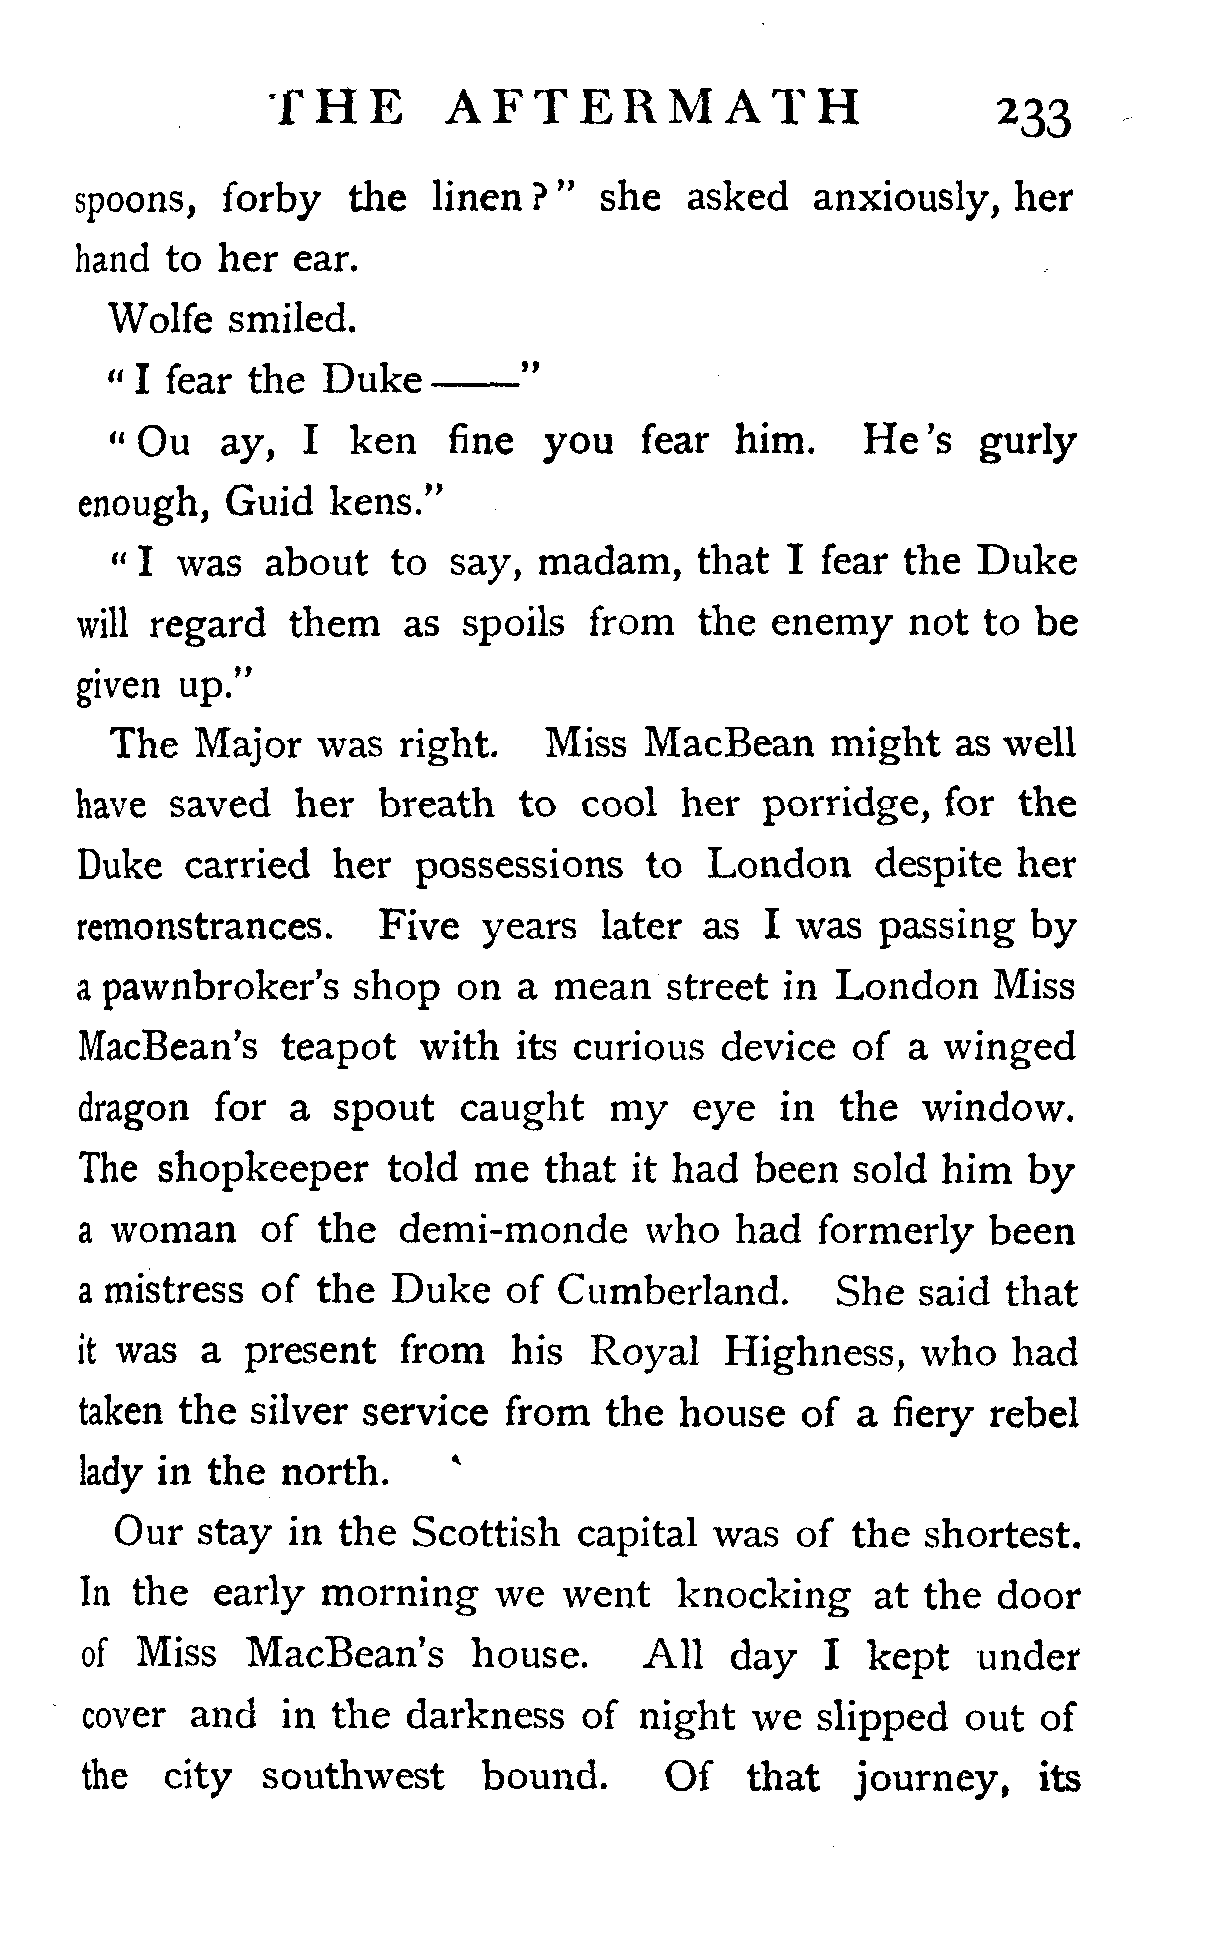 THE AFTERMATH 233
spoons, forby the linen?" she asked anxiously, her
hand to her ear.
Wolfe smiled.
"I fear the Duke——"
"Ou ay, I ken fine you fear him. He's gurly
enough, Guid kens."
"I was about to say, madam, that I fear the Duke
will regard them as spoils from the enemy not to be
given up."
The Major was right. Miss MacBean might as well
have saved her breath to cool her porridge, for the
Duke carried her possessions to London despite her
remonstrances. Five years later as I was passing by
a pawnbroker's shop on a mean street in London Miss
MacBean's teapot with its curious device of a winged
dragon for a spout caught my eye in the window.
The shopkeeper told me that it had been sold him by
a woman of the demi-monde who had formerly been
a mistress of the Duke of Cumberland. She said that
it was a present from his Royal Highness, who had
taken the silver service from the house of a fiery rebel
lady in the north.
Our stay in the Scottish capital was of the shortest.
In the early morning we went knocking at the door
of Miss MacBean's house. All day I kept under
cover and in the darkness of night we slipped out of
the city southwest bound. Of that journey, its